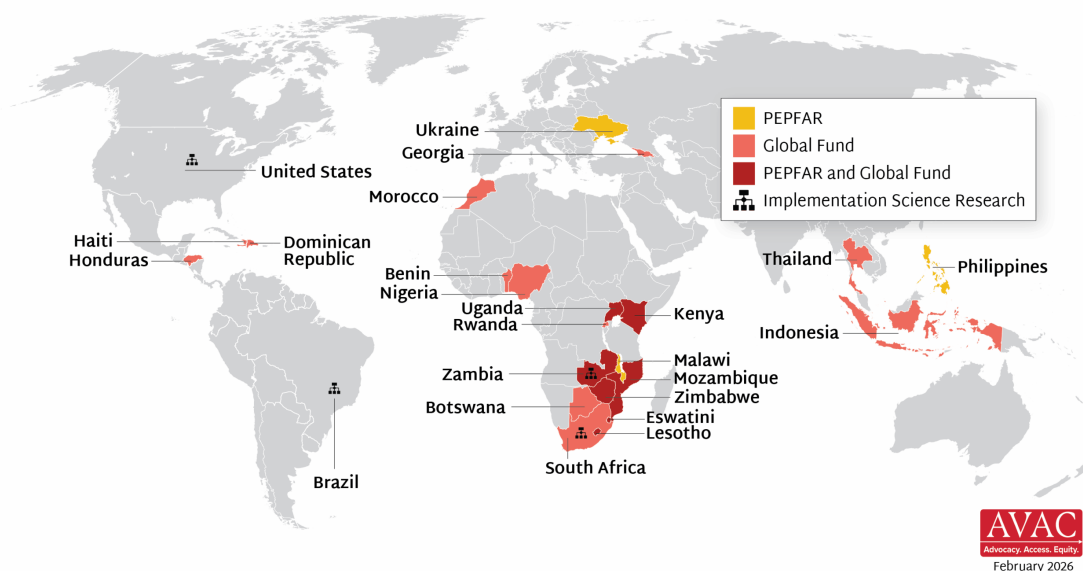 PEPFAR
Global Fund
PEPFAR and Global Fund
Implementation Science Research
Ukraine
Georgia
United States
Morocco
Haiti
Honduras
Dominican
Republic
Benin
Nigeria
Uganda
Rwanda
Kenya
Thailand
Philippines
Indonesia
Zambia
Malawi
Mozambique
Zimbabwe
Botswana
Eswatini
Lesotho
South Africa
Brazil
AVAC
Advocacy. Access. Equity.
February 2026